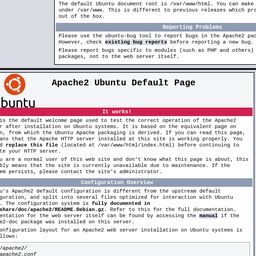 The default Ubuntu document root is /var/www/html. You can make
under /var/www. This is different to previous releases which pro
out of the box.
Reporting Problems
Please use the ubuntu-bug tool to report bugs in the Apache2 pac
However, check existing bug reports before reporting a new bug.
Please report bugs specific to modules (such as PHP and others)
packages, not to the web server itself.
Apache2 Ubuntu Default Page
buntu
It works!
is the default welcome page used to test the correct operation of the Apache2
r after installation on Ubuntu systems. It is based on the equivalent page on
n, from which the Ubuntu Apache packaging is derived. If you can read this page,
ans that the Apache HTTP server installed at this site is working properly. You
d replace this file (located at /var/www/html/index.html) before continuing to
te your HTTP server.
u are a normal user of this web site and don't know what this page is about, this
bly means that the site is currently unavailable due to maintenance. If the
em persists, please contact the site's administrator.
Configuration Overview
u's Apache2 default configuration is different from the upstream default
guration, and split into several files optimized for interaction with Ubuntu
. The configuration system is fully documented in
share/doc/apache2/README.Debian.gz. Refer to this for the full documentation.
entation for the web server itself can be found by accessing the manual if the
e2-doc package was installed on this server.
onfiguration layout for an Apache2 web server installation on Ubuntu systems is
llows:
/apache2/
apache2.conf